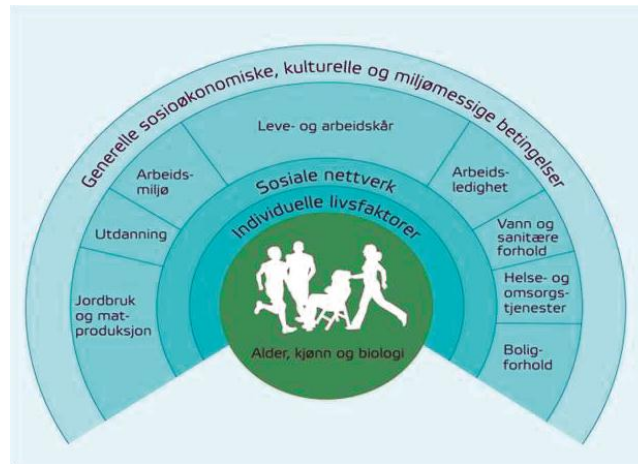 Generelle sosioøkonomiske, kulturelle og miljømessige betingelser
Leve- og arbeidskår
Arbeids-
miljø
Utdanning
Jordbruk
og mat-
produksjon
Arbeids-
ledighet
Vann og
sanitære
forhold
Helse- og
omsorgs-
tjenester
Bolig-
forhold
Sosiale nettverk
Individuelle livsfaktorer
Alder, kjønn og biologi